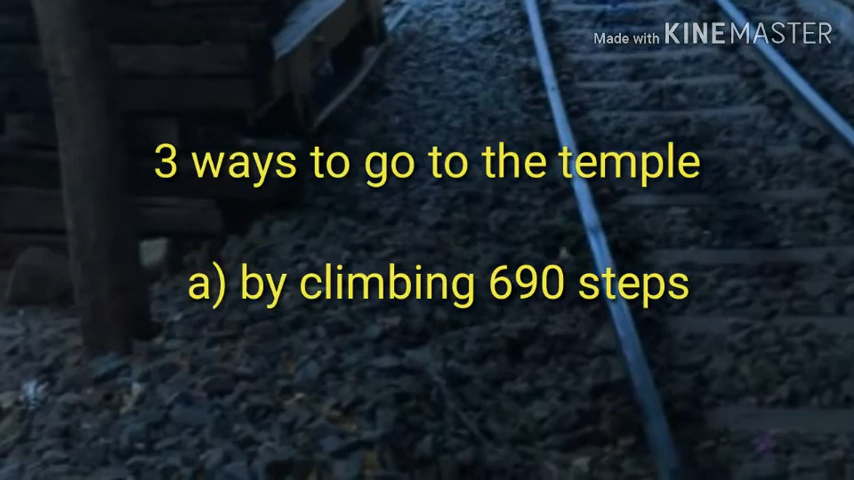 Made with KINEMASTER
3 ways to go to the temple
a) by climbing 690 steps